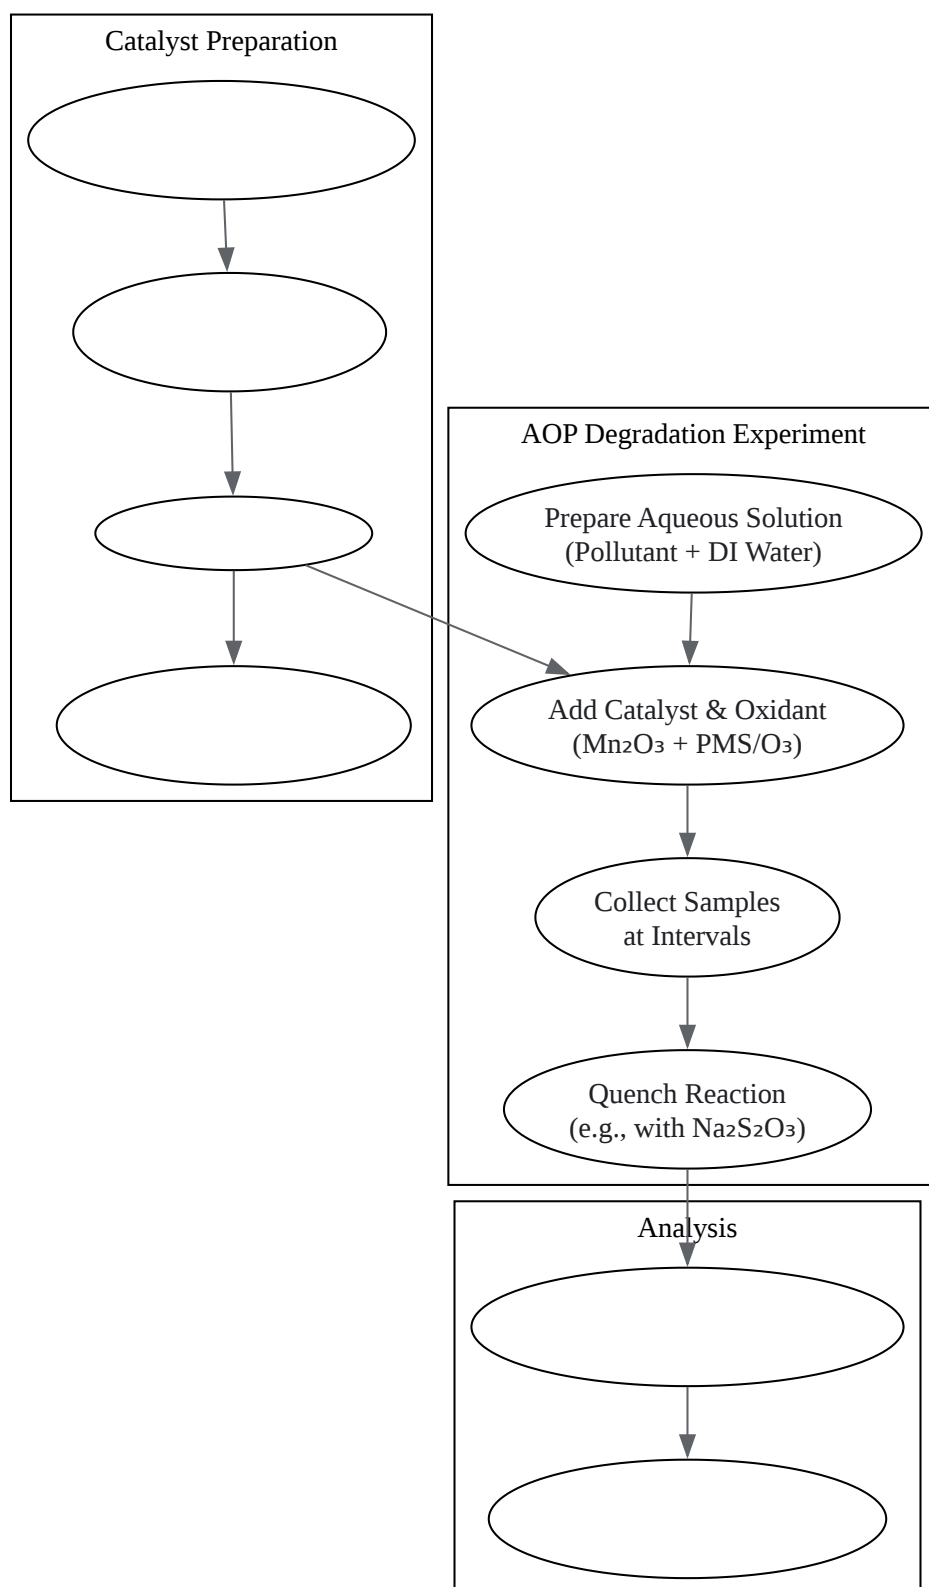 Catalyst Preparation
AOP Degradation Experiment
Prepare Aqueous Solution
(Pollutant + DI Water)
Add Catalyst & Oxidant
(Mn₂O₃ + PMS/O₃)
Collect Samples
at Intervals
Quench Reaction
(e.g., with Na₂S₂O₃)
Analysis